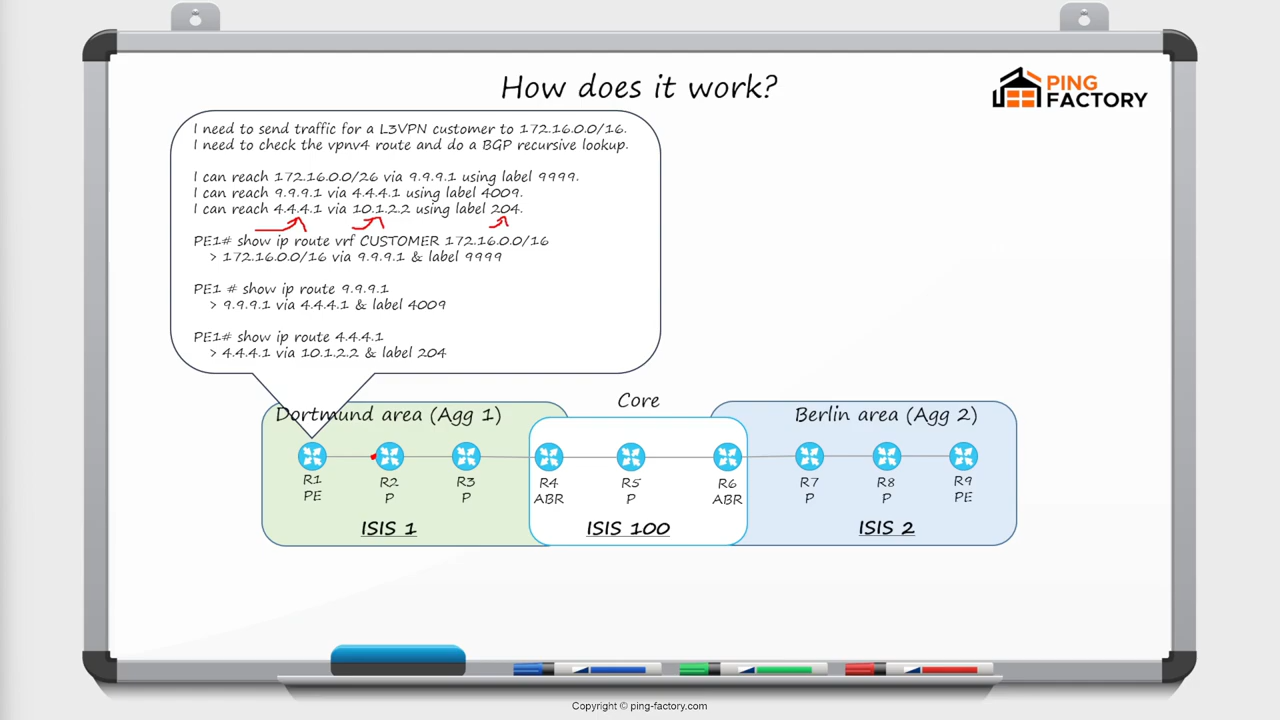 How does it work?
PING
FACTORY
I need to send traffic for a L3VPN customer to 172.16.0.0/16.
I need to check the vpnv4 route and do a BGP recursive lookup.
I can reach 172.16.0.0/26 via 9.9.9.1 using label 9999.
I can reach 9.9.9.1 via 4.4.4.1 using label 4009.
I can reach 4.4.4.1 via 10.1.2.2 using label 204.
PE1# show ip route vrf CUSTOMER 172.16.0.0/16
> 172.16.0.0/16 via 9.9.9.1 & label 9999
PE1 # show ip route 9.9.9.1
> 9.9.9.1 via 4.4.4.1 & label 4009
PE1# show ip route 4.4.4.1
> 4.4.4.1 via 10.1.2.2 & label 204
Dortmund area (Agg 1)
Core
Berlin area (Agg 2)
R1
PE
R2
P
R3
P
R4
ABR
R5
P
R6
ABR
R7
P
R8
P
R9
PE
ISIS 1
ISIS 100
ISIS 2
Copyright © ping-factory.com